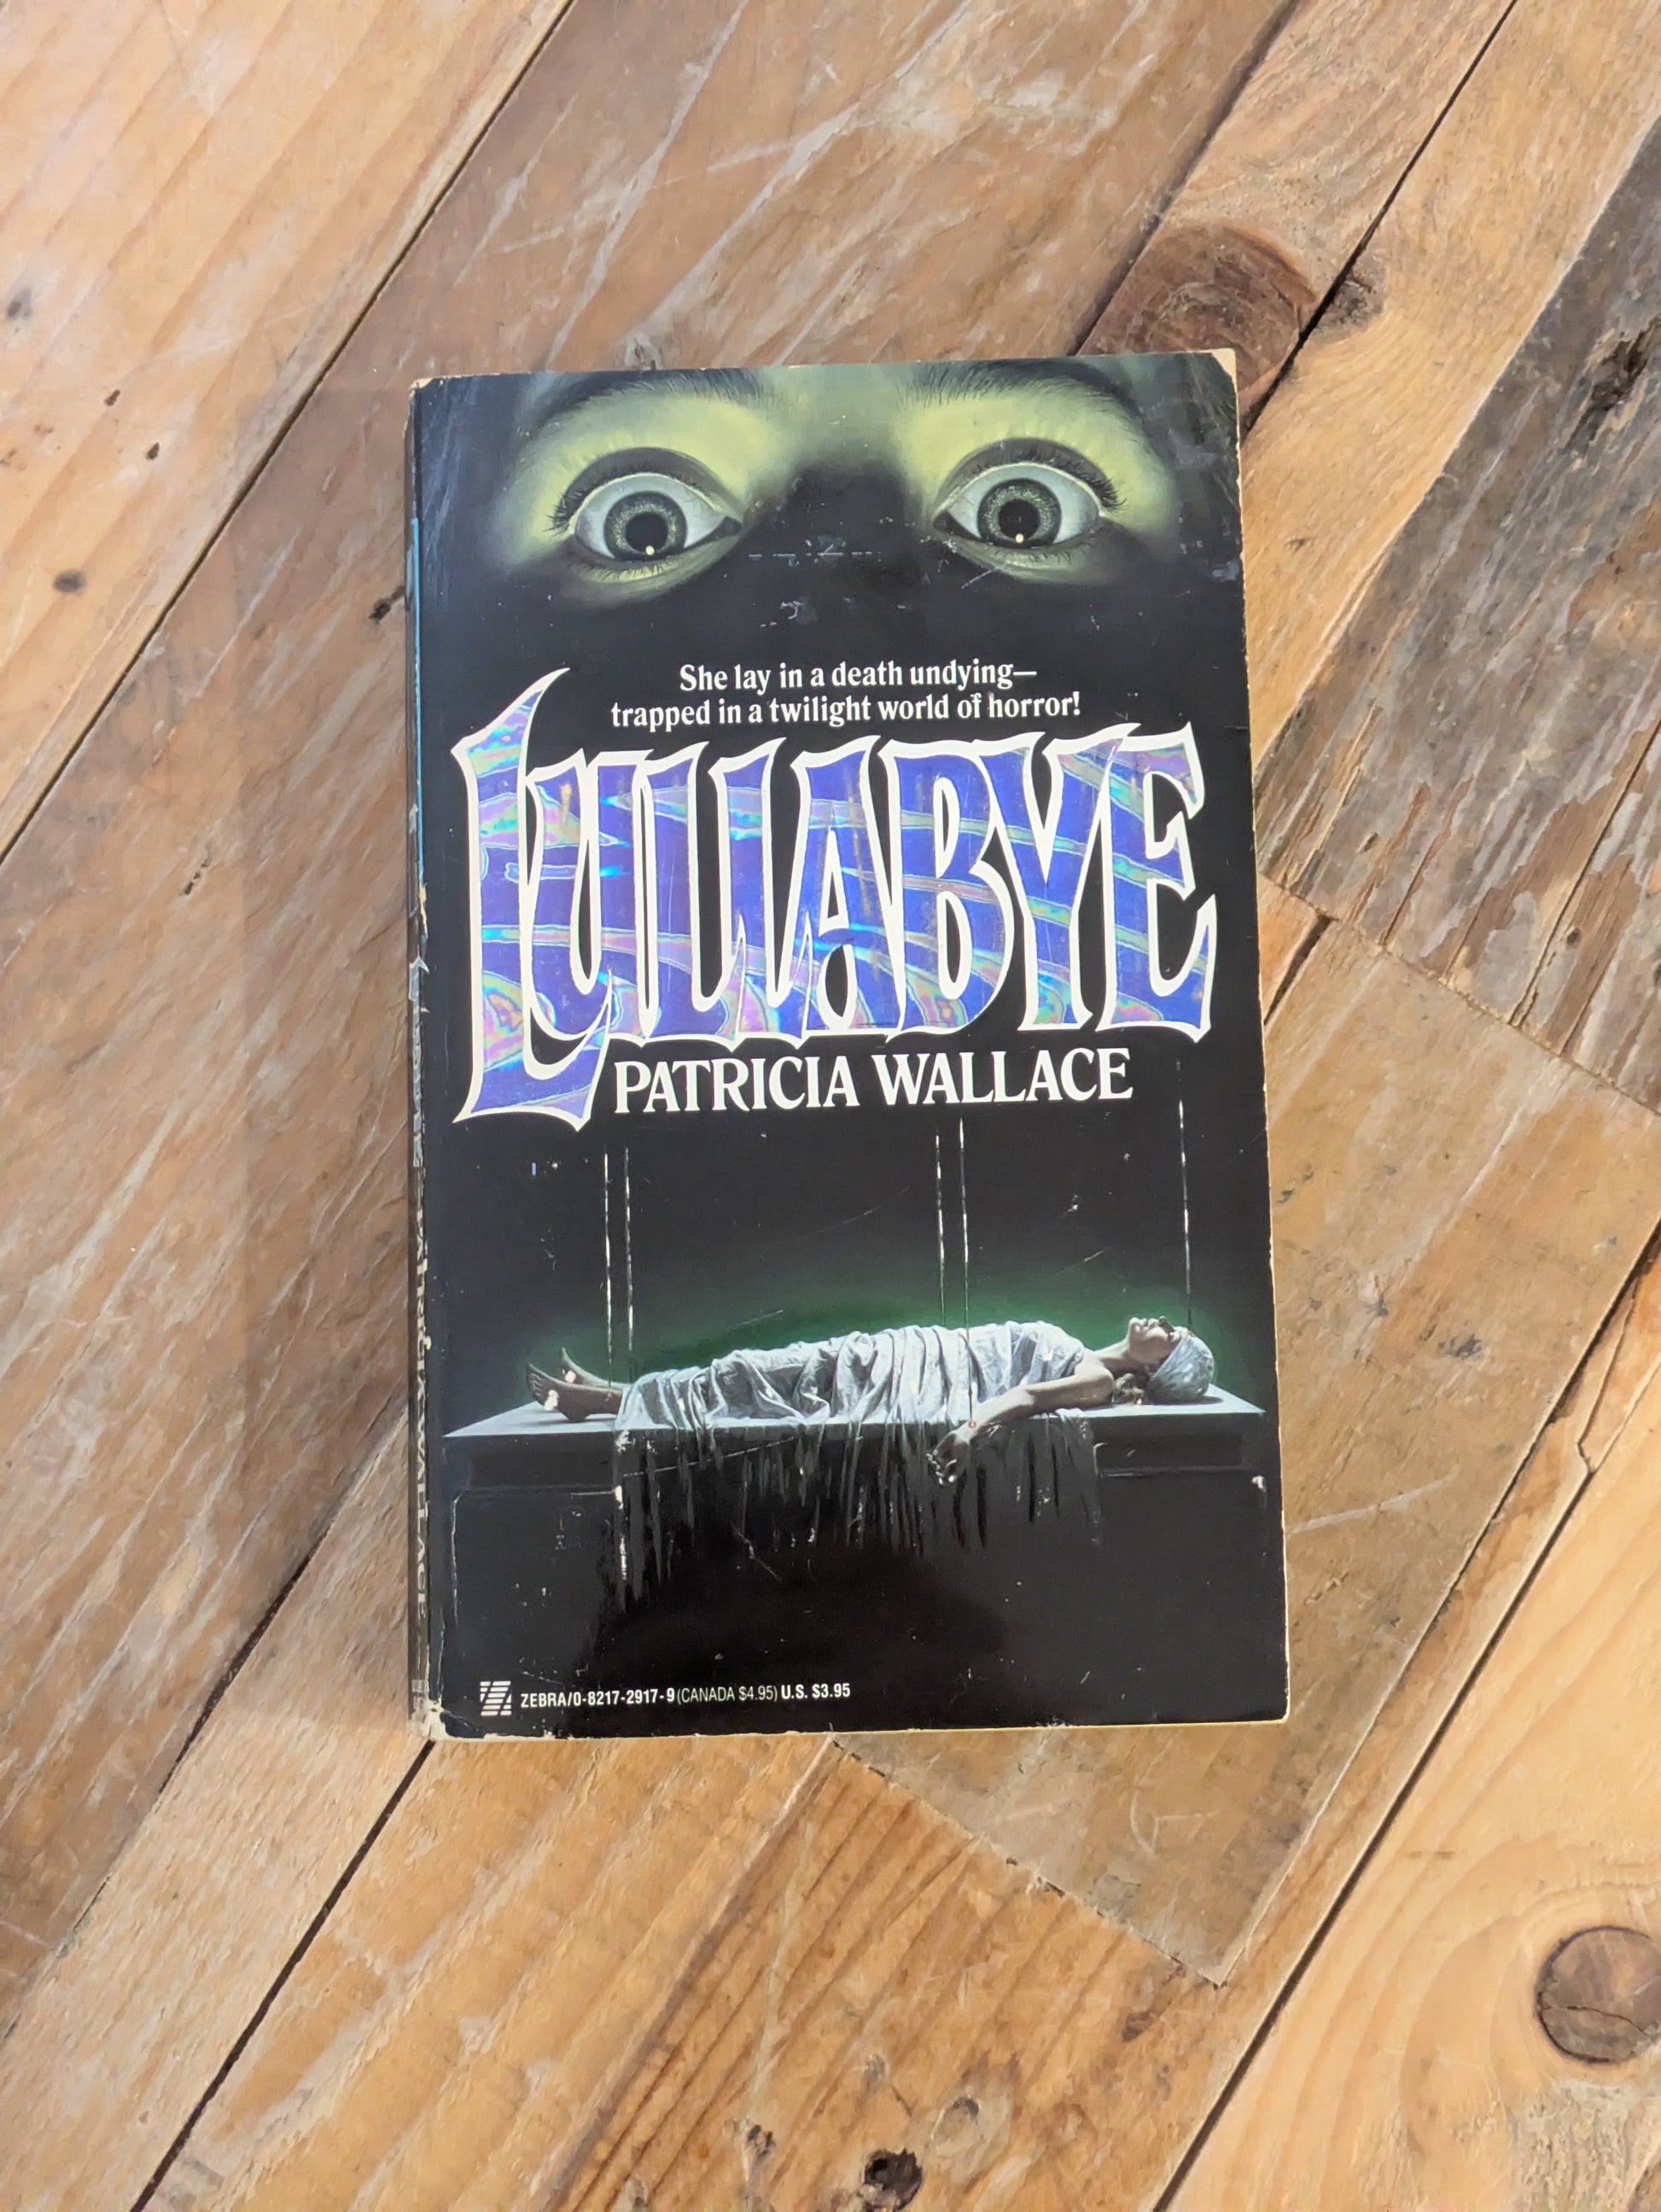 She lay in a death undying—
trapped in a twilight world of horror!
LULLABYE
PATRICIA WALLACE
ZEBRA/0-8217-2917-9 (CANADA $4.95) U.S. $3.95